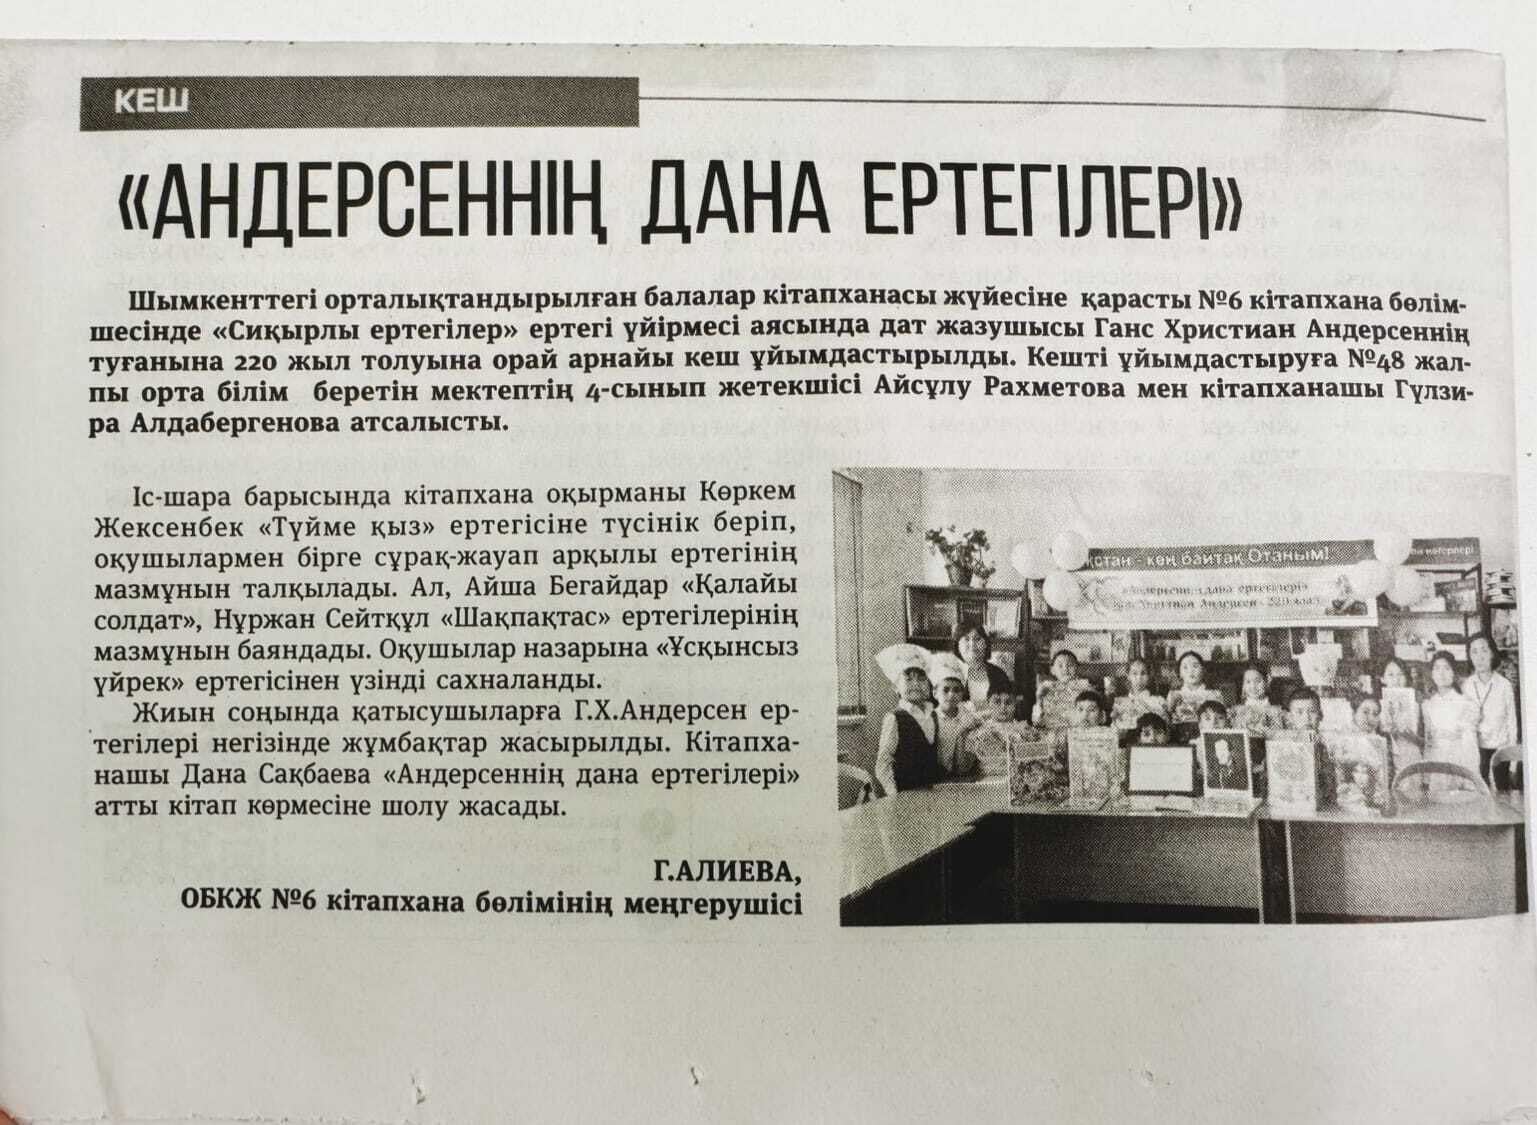 КЕШ
«АНДЕРСЕННІҢ ДАНА ЕРТЕГІЛЕРІ»
Шымкенттегі орталықтандырылған балалар кітапханасы жүйесіне қарасты №6 кітапхана бөлім-
шесінде «Сиқырлы ертегілер» ертегі үйірмесі аясында дат жазушысы Ганс Христиан Андерсеннің
туғанына 220 жыл толуына орай арнайы кеш ұйымдастырылды. Кешті ұйымдастыруға №48 жал-
пы орта білім беретін мектептің 4-сынып жетекшісі Айсұлу Рахметова мен кітапханашы Гүлзи-
ра Алдабергенова атсалысты.
Іс-шара барысында кітапхана оқырманы Көркем
Жексенбек «Түйме қыз» ертегісіне түсінік беріп,
оқушылармен бірге сұрақ-жауап арқылы ертегінің
мазмұнын талқылады. Ал, Айша Бегайдар «Қалайы
солдат», Нұржан Сейтқұл «Шақпақтас» ертегілерінің
мазмұнын баяндады. Оқушылар назарына «Ұсқынсыз
үйрек» ертегісінен үзінді сахналанды.
Жиын соңында қатысушыларға Г.Х.Андерсен ер-
тегілері негізінде жұмбақтар жасырылды. Кітапха-
нашы Дана Сақбаева «Андерсеннің дана ертегілері»
атты кітап көрмесіне шолу жасады.
Г.АЛИЕВА,
ОБКЖ №6 кітапхана бөлімінің меңгерушісі
қстан - кең байтақ Отаным!
«Андерсеннің дана ертегілері»
Христиан Андерсен - 220 жыл